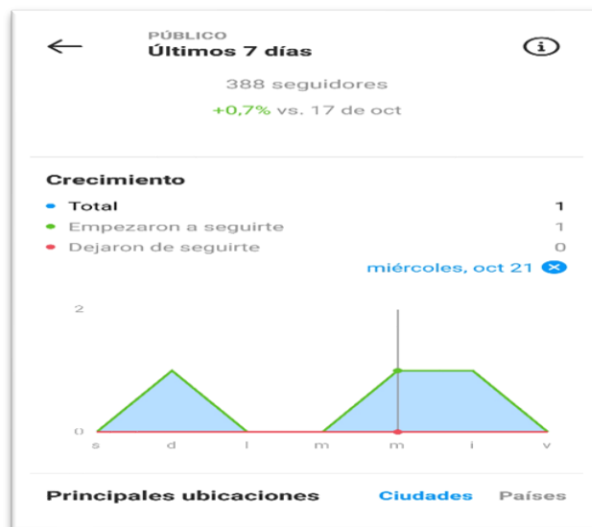 PÚBLICO
Últimos 7 días
388 seguidores
+0,7% vs. 17 de oct
Crecimiento
Total 1
Empezaron a seguirte 1
Dejaron de seguirte 0
miércoles, oct 21
2
0
s d l m m j v
Principales ubicaciones Ciudades Países